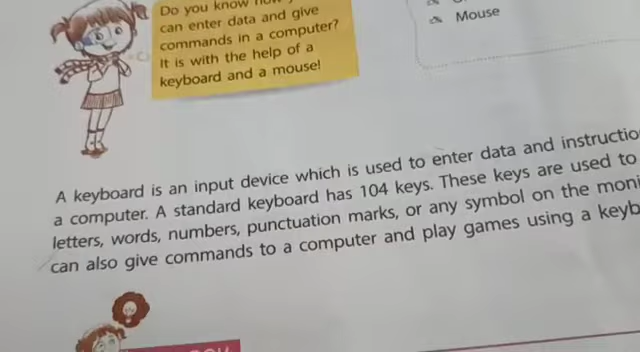 Do you know how
can enter data and give
commands in a computer?
It is with the help of a
keyboard and a mouse!
Mouse
A keyboard is an input device which is used to enter data and
a computer. A standard keyboard has 104 keys. These keys are used to
letters, words, numbers, punctuation marks, or any symbol on the
can also give commands to a computer and play games using a